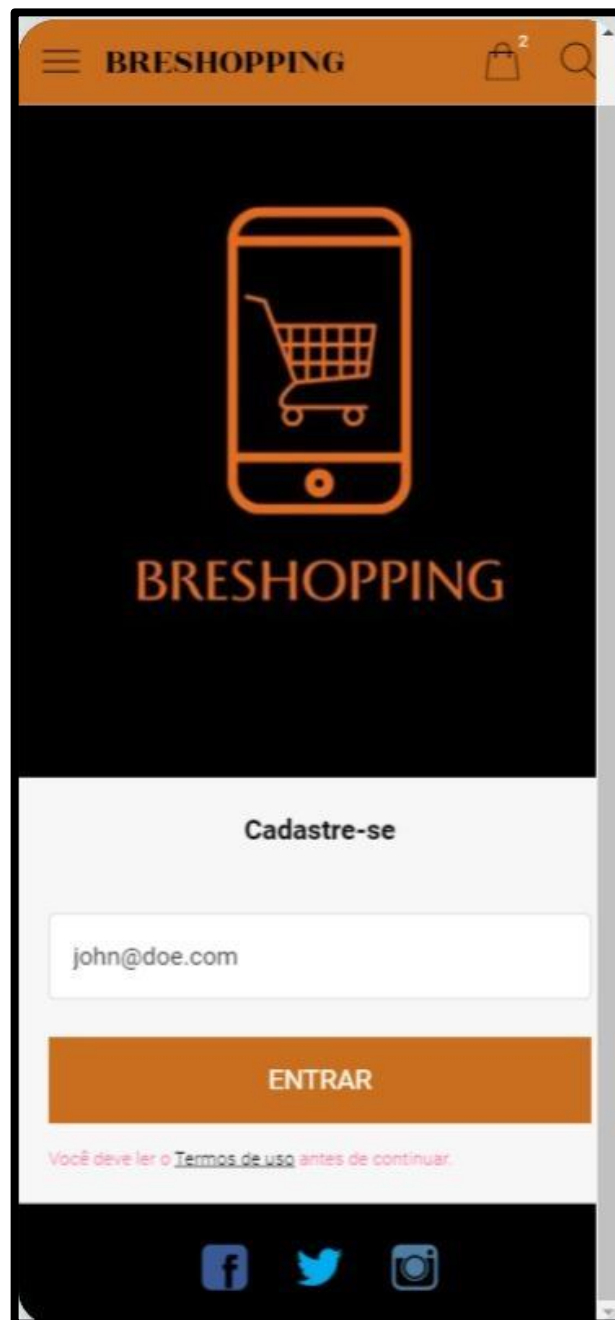 BRESHOPPING
2
BRESHOPPING
Cadastre-se
john@doe.com
ENTRAR
Você deve ler o Termos de uso antes de continuar.